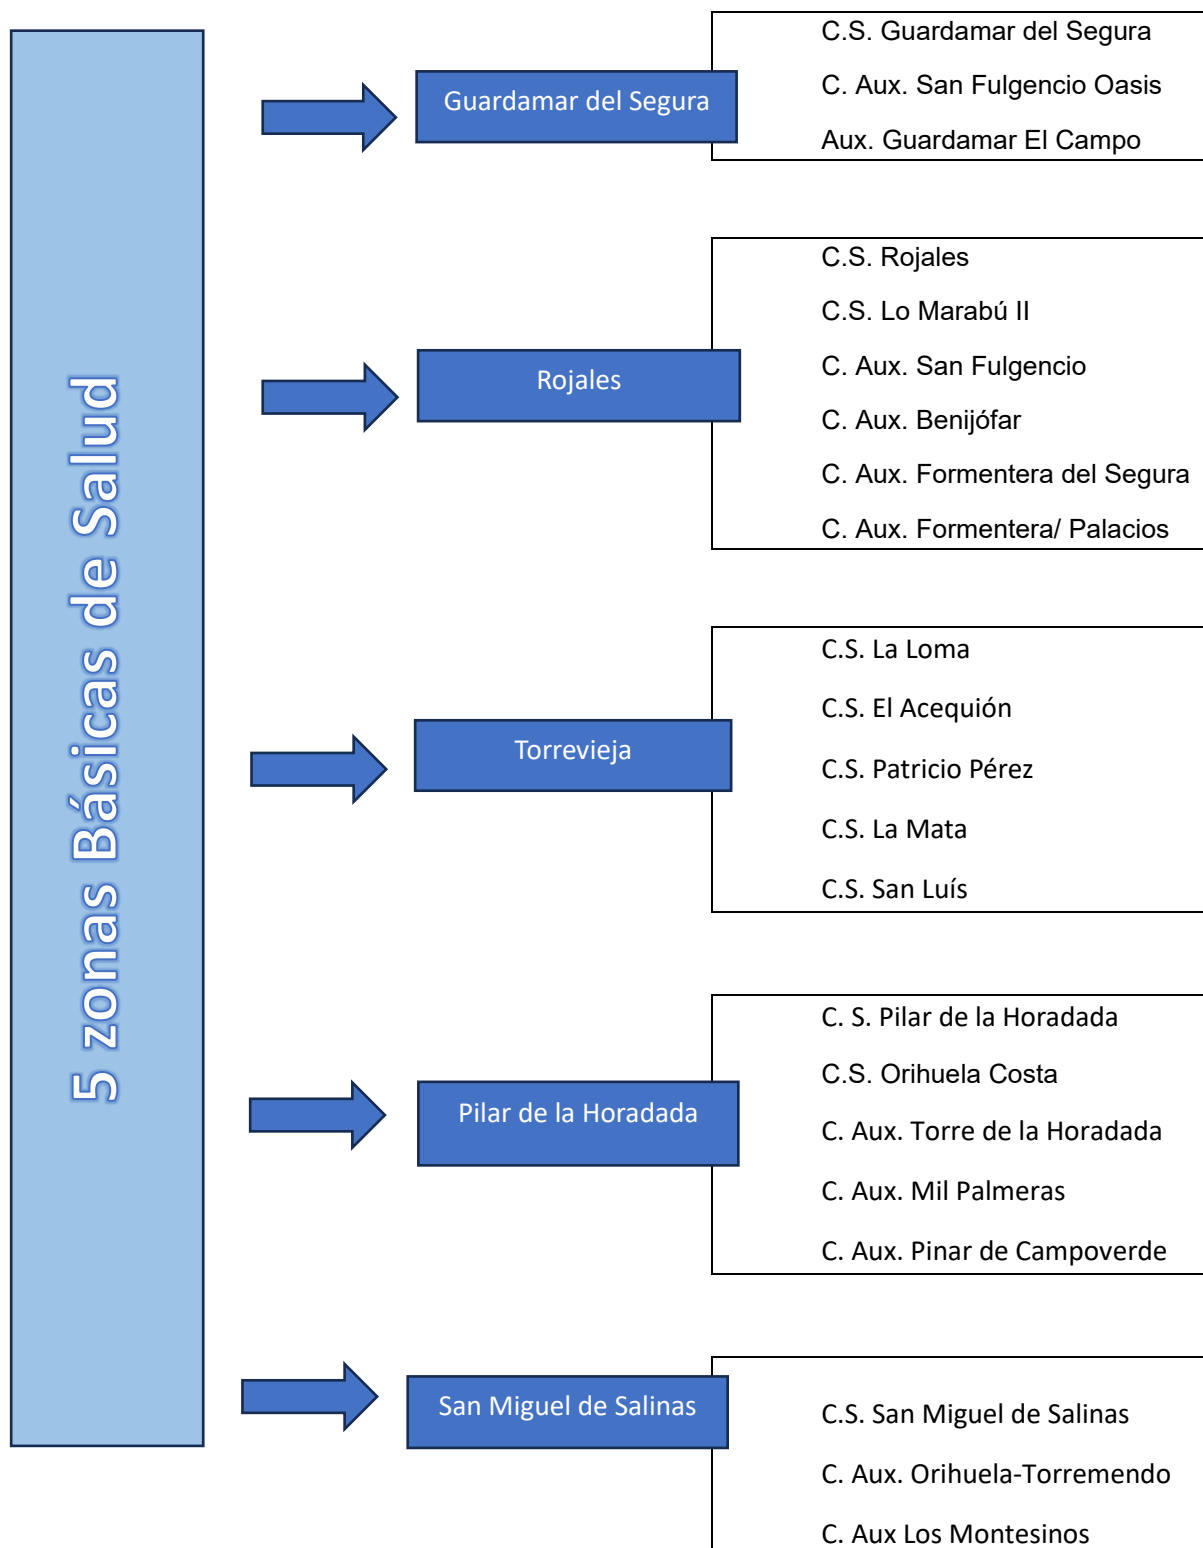 5 zonas Básicas de Salud
Guardamar del Segura
C.S. Guardamar del Segura
C. Aux. San Fulgencio Oasis
Aux. Guardamar El Campo
Rojales
C.S. Rojales
C.S. Lo Marabú II
C. Aux. San Fulgencio
C. Aux. Benijófar
C. Aux. Formentera del Segura
C. Aux. Formentera/ Palacios
Torrevieja
C.S. La Loma
C.S. El Acequión
C.S. Patricio Pérez
C.S. La Mata
C.S. San Luís
Pilar de la Horadada
C. S. Pilar de la Horadada
C.S. Orihuela Costa
C. Aux. Torre de la Horadada
C. Aux. Mil Palmeras
C. Aux. Pinar de Campoverde
San Miguel de Salinas
C.S. San Miguel de Salinas
C. Aux. Orihuela-Torremendo
C. Aux Los Montesinos